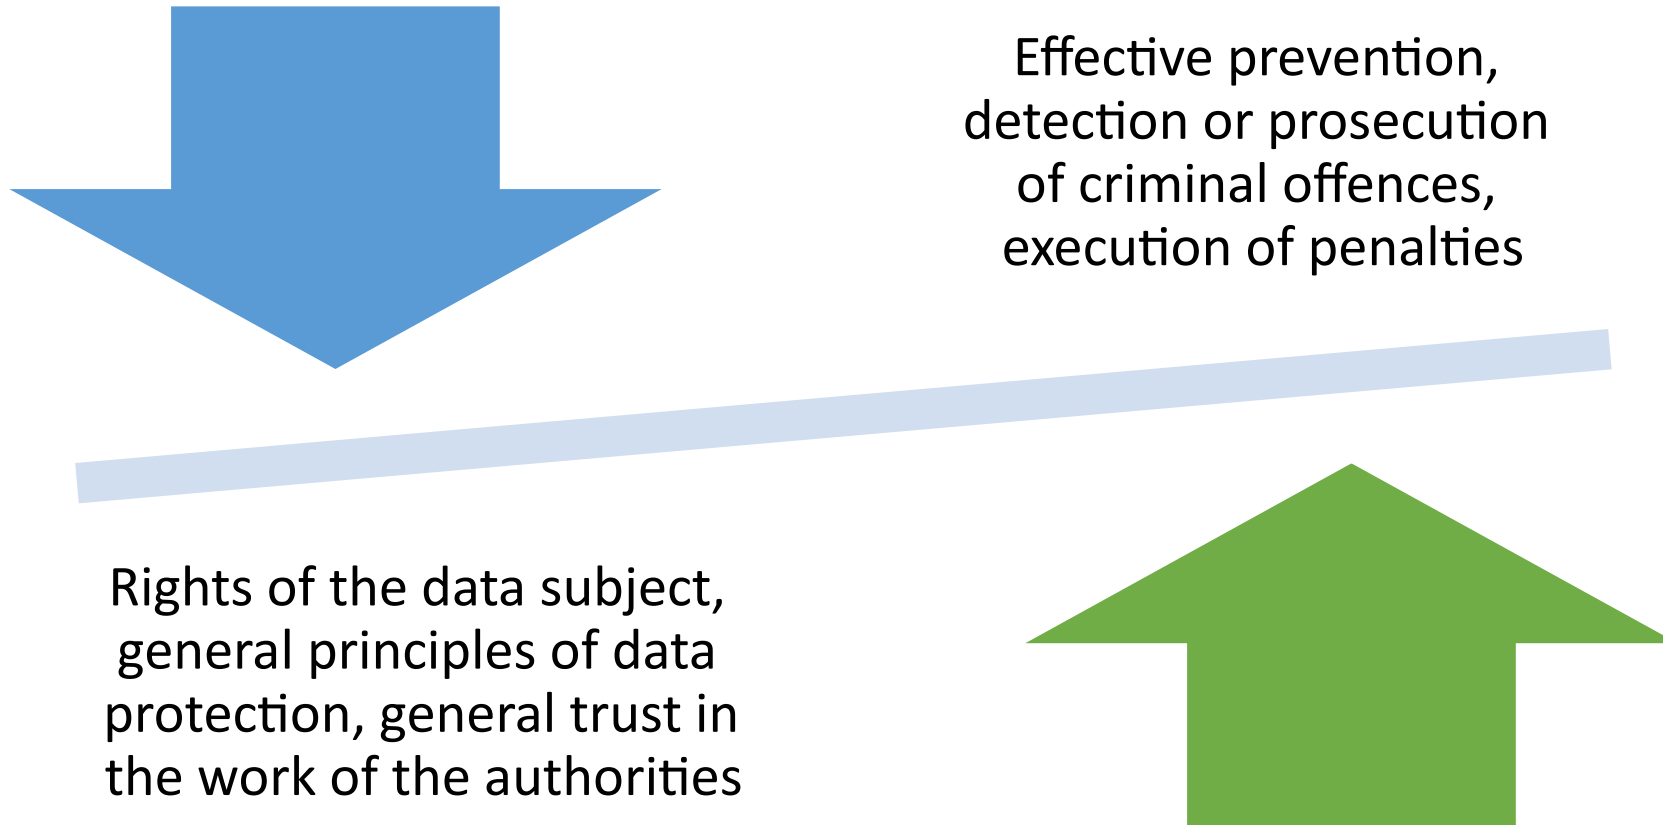 Effective prevention,
detection or prosecution
of criminal offences,
execution of penalties
Rights of the data subject,
general principles of data
protection, general trust in
the work of the authorities